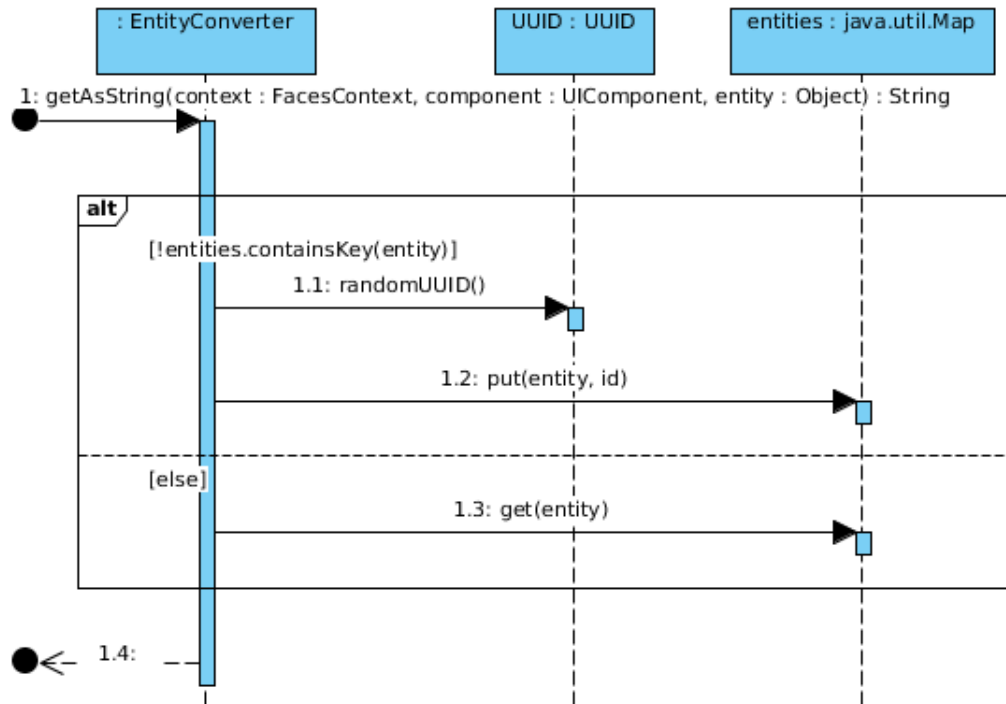 : EntityConverter
UUID : UUID
entities : java.util.Map
1: getAsString(context : FacesContext, component : UIComponent, entity : Object) : String
alt
[!entities.containsKey(entity)]
1.1: randomUUID()
1.2: put(entity, id)
[else]
1.3: get(entity)
1.4: